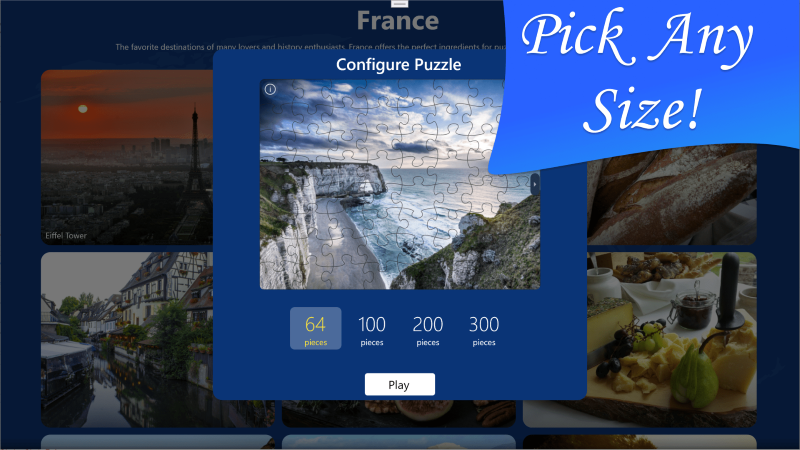 France
The favorite destinations of many lovers and history enthusiasts, France offers the perfect ingredients for
Configure Puzzle
Pick Any
Size!
Eiffel Tower
64
pieces
100
pieces
200
pieces
300
pieces
Play